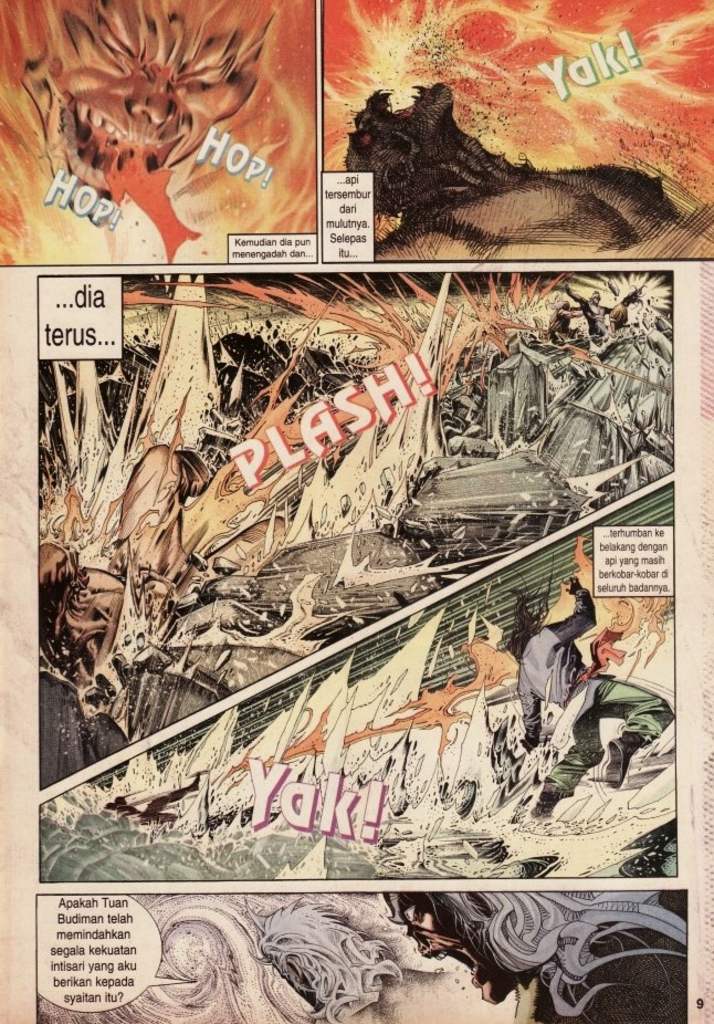 HOP!
HOP!
Kemudian dia pun
menengadah dan...
Yak!
...api
tersembur
dari
mulutnya.
Selepas
itu...
...dia
terus...
PLASH!
...terhumban ke
belakang dengan
api yang masih
berkobar-kobar di
seluruh badannya.
Yak!
Apakah Tuan
Budiman telah
memindahkan
segala kekuatan
intisari yang aku
berikan kepada
syaitan itu?
9